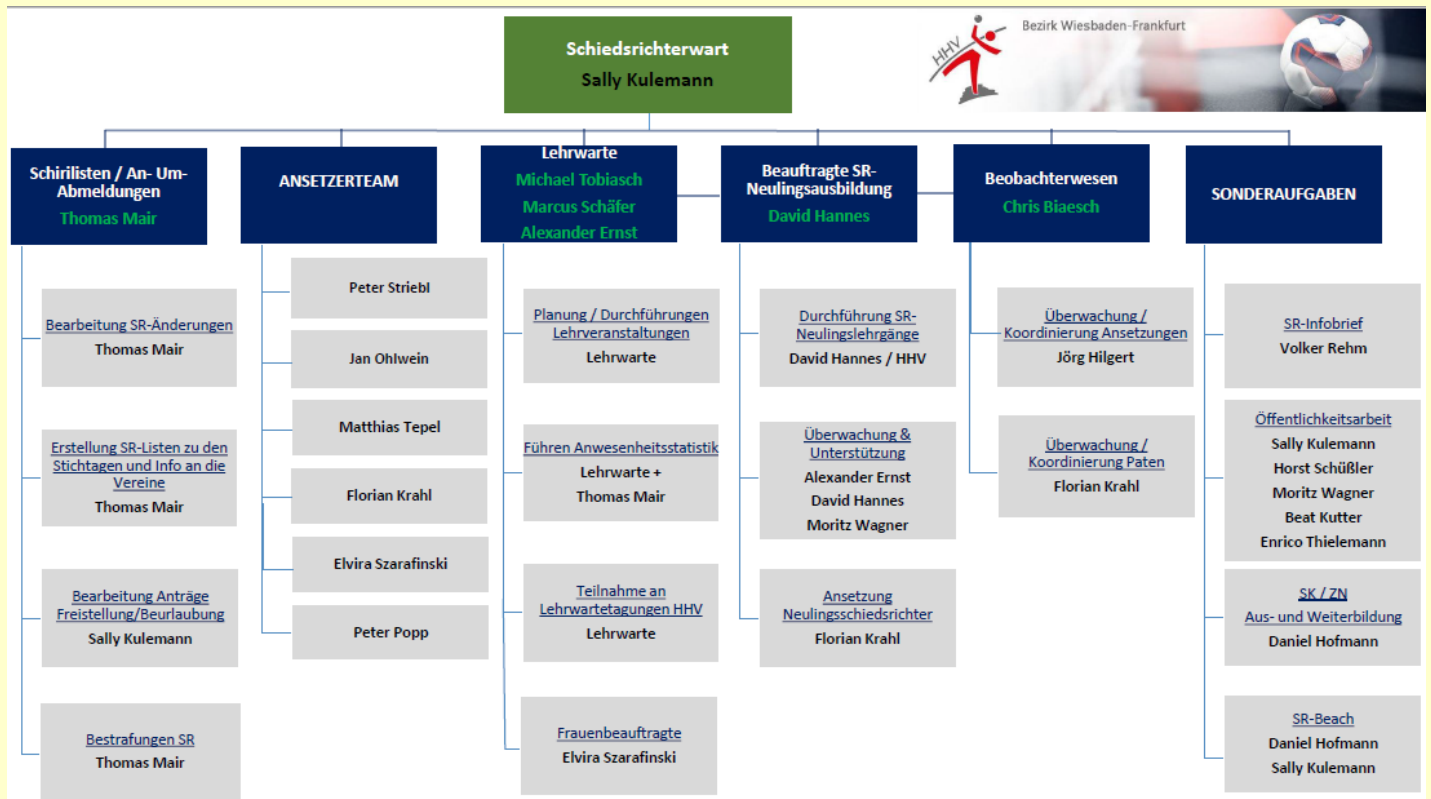 Schiedsrichterwart
Sally Kulemann
HHV
Bezirk Wiesbaden-Frankfurt
Schirilisten / An- Um-
Abmeldungen
Thomas Mair
Bearbeitung SR-Änderungen
Thomas Mair
Erstellung SR-Listen zu den
Stichtagen und Info an die
Vereine
Thomas Mair
Bearbeitung Anträge
Freistellung/Beurlaubung
Sally Kulemann
Bestrafungen SR
Thomas Mair
ANSETZERTEAM
Peter Striebl
Jan Ohlwein
Matthias Tepel
Florian Krahl
Elvira Szarafinski
Peter Popp
Lehrwarte
Michael Tobiasch
Marcus Schäfer
Alexander Ernst
Planung / Durchführungen
Lehrveranstaltungen
Lehrwarte
Führen Anwesenheitsstatistik
Lehrwarte +
Thomas Mair
Teilnahme an
Lehrwartetagungen HHV
Lehrwarte
Frauenbeauftragte
Elvira Szarafinski
Beauftragte SR-
Neulingsausbildung
David Hannes
Durchführung SR-
Neulingslehrgänge
David Hannes / HHV
Überwachung &
Unterstützung
Alexander Ernst
David Hannes
Moritz Wagner
Ansetzung
Neulingsschiedsrichter
Florian Krahl
Beobachterwesen
Chris Biaesch
Überwachung /
Koordinierung Ansetzungen
Jörg Hilgert
Überwachung /
Koordinierung Paten
Florian Krahl
SONDERAUFGABEN
SR-Infobrief
Volker Rehm
Öffentlichkeitsarbeit
Sally Kulemann
Horst Schüßler
Moritz Wagner
Beat Kutter
Enrico Thielemann
SK / ZN
Aus- und Weiterbildung
Daniel Hofmann
SR-Beach
Daniel Hofmann
Sally Kulemann